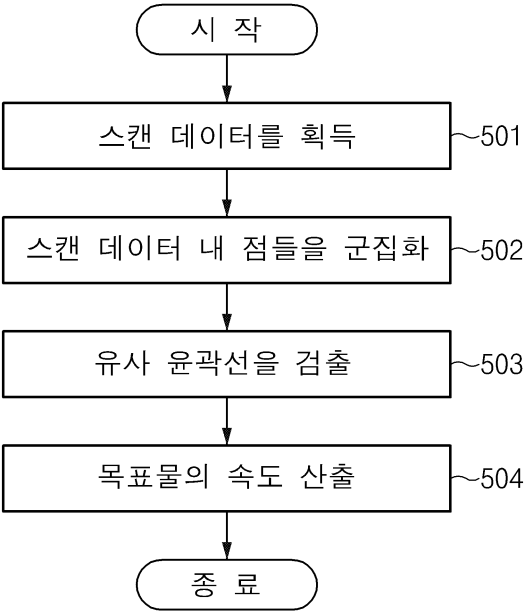 시 작
스캔 데이터를 획득
501
스캔 데이터 내 점들을 군집화
502
유사 윤곽선을 검출
503
목표물의 속도 산출
504
종 료